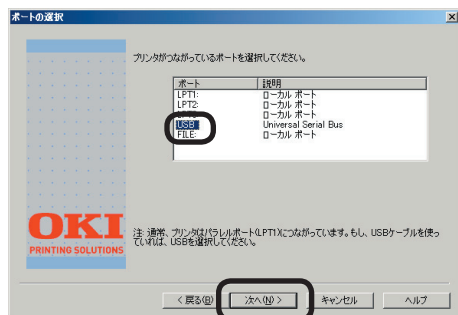 ポートの選択
プリンタがつながっているポートを選択してください。
ポート 説明
LPT1: ローカル ポート
LPT2: ローカル ポート
ローカル ポート
USB: Universal Serial Bus
FILE: ローカル ポート
OKI
PRINTING SOLUTIONS
注: 通常、プリンタはパラレルポート(LPT1)につながっています。もし、USBケーブルを使っ
ていれば、USBを選択してください。
< 戻る(B) 次へ(N) > キャンセル ヘルプ